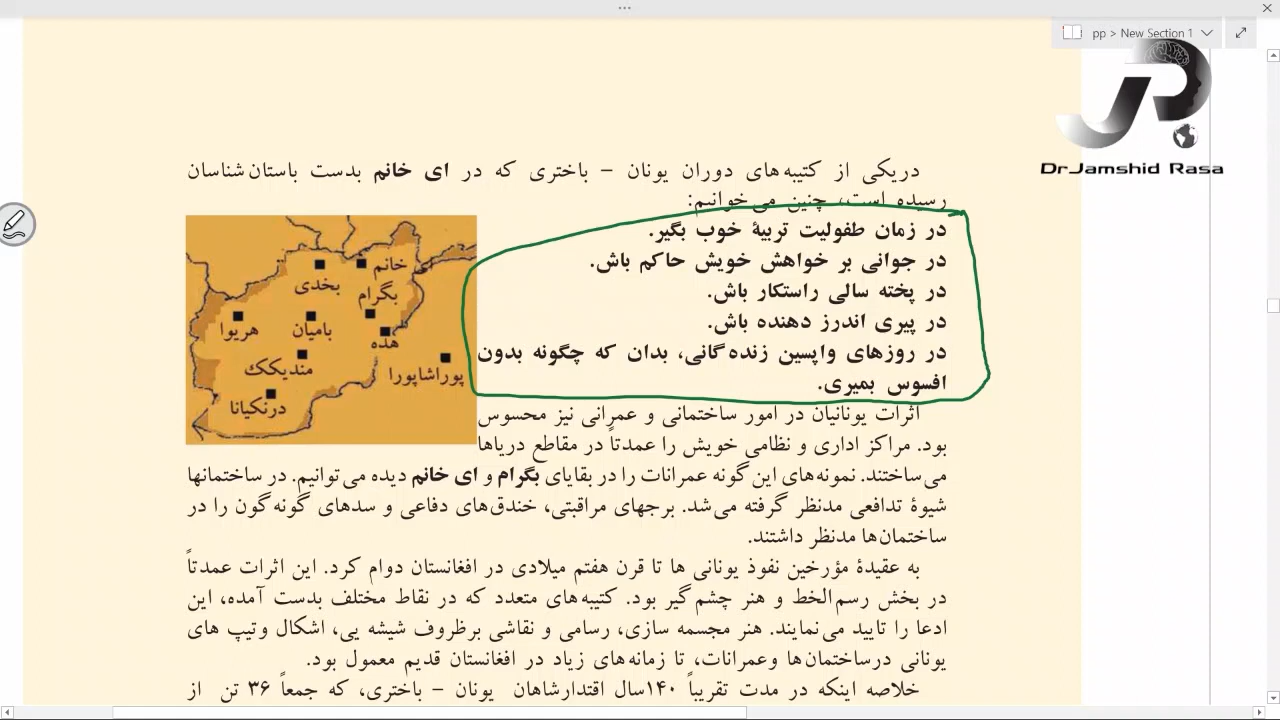 pp > New Section 1
DrJamshid Rasa
دریکی از کتیبه‌های دوران یونان – باختری که در ای خانم بدست باستان‌شناسان
رسیده است، چنین می‌خوانیم:
در زمان طفولیت تربیهٔ خوب بگیر.
در جوانی بر خواهش خویش حاکم باش.
در پخته سالی راستکار باش.
در پیری اندرز دهنده باش.
در روزهای واپسین زنده‌گانی، بدان که چگونه بدون
افسوس بمیری.
خانم
بخدی
بگرام
هریوا
بامیان
هده
مندیکک
پوراشاپورا
درنکیانا
اثرات یونانیان در امور ساختمانی و عمرانی نیز محسوس
بود. مراکز اداری و نظامی خویش را عمدتاً در مقاطع دریاها
می‌ساختند. نمونه‌های این‌گونه عمرانات را در بقایای بگرام و ای خانم دیده می‌توانیم. در ساختمانها
شیوهٔ تدافعی مدنظر گرفته می‌شد. برجهای مراقبتی، خندق‌های دفاعی و سدهای گونه‌گون را در
ساختمان‌ها مدنظر داشتند.
به عقیدهٔ مؤرخین نفوذ یونانی ها تا قرن هفتم میلادی در افغانستان دوام کرد. این اثرات عمدتاً
در بخش رسم‌الخط و هنر چشم‌گیر بود. کتیبه‌های متعدد که در نقاط مختلف بدست آمده، این
ادعا را تایید می‌نمایند. هنر مجسمه سازی، رسامی و نقاشی برظروف شیشه یی، اشکال وتیپ های
یونانی درساختمان‌ها وعمرانات، تا زمانه‌های زیاد در افغانستان قدیم معمول بود.
خلاصه اینکه در مدت تقریباً ۱۴۰سال اقتدارشاهان یونان – باختری، که جمعاً ۳۶ تن از